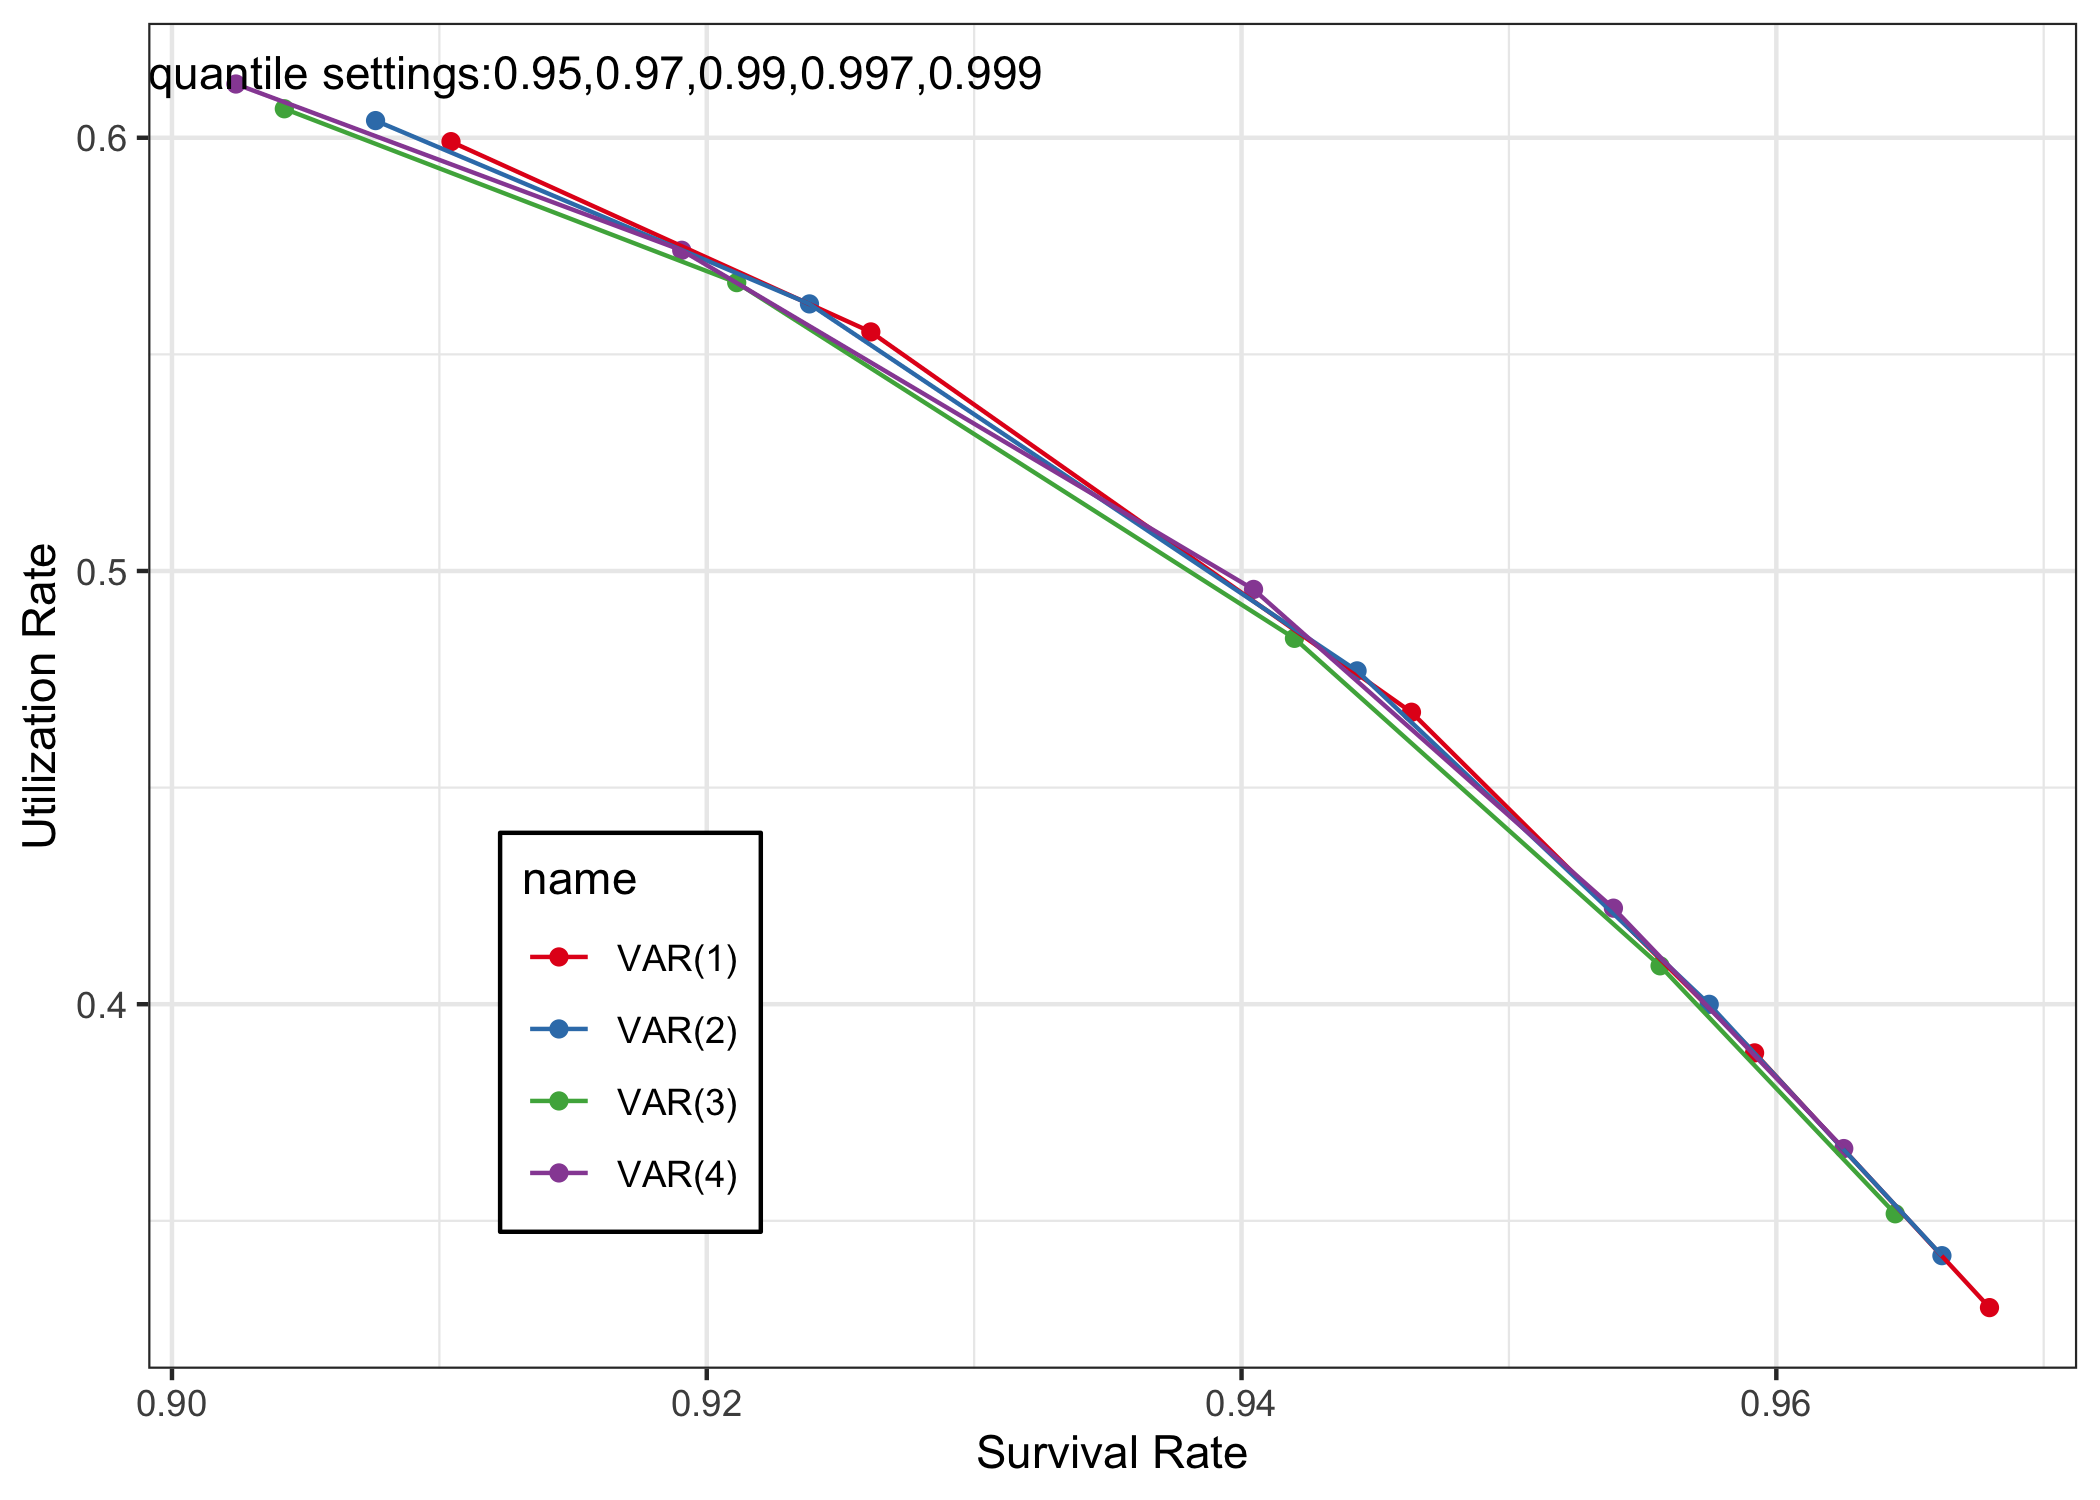 quantile settings:0.95,0.97,0.99,0.997,0.999
0.6
0.5
0.4
Utilization Rate
name
VAR(1)
VAR(2)
VAR(3)
VAR(4)
0.90
0.92
0.94
0.96
Survival Rate